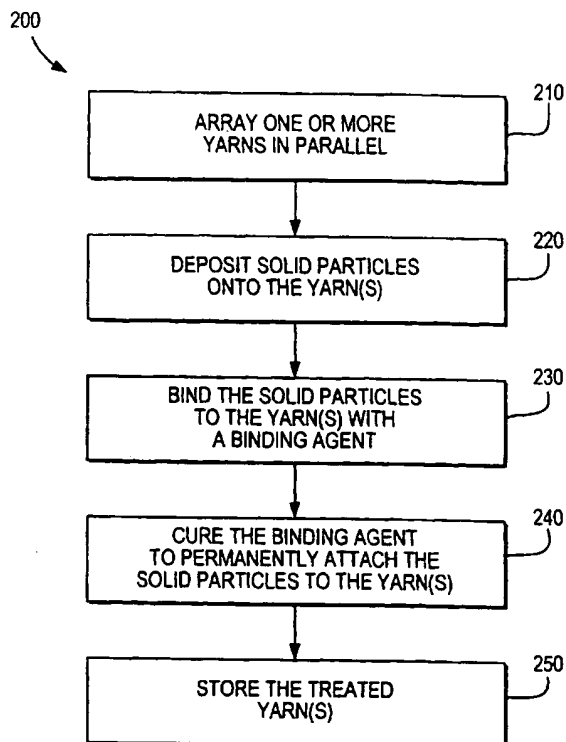 200
210
ARRAY ONE OR MORE
YARNS IN PARALLEL
220
DEPOSIT SOLID PARTICLES
ONTO THE YARN(S)
230
BIND THE SOLID PARTICLES
TO THE YARN(S) WITH
A BINDING AGENT
240
CURE THE BINDING AGENT
TO PERMANENTLY ATTACH THE
SOLID PARTICLES TO THE YARN(S)
250
STORE THE TREATED
YARN(S)